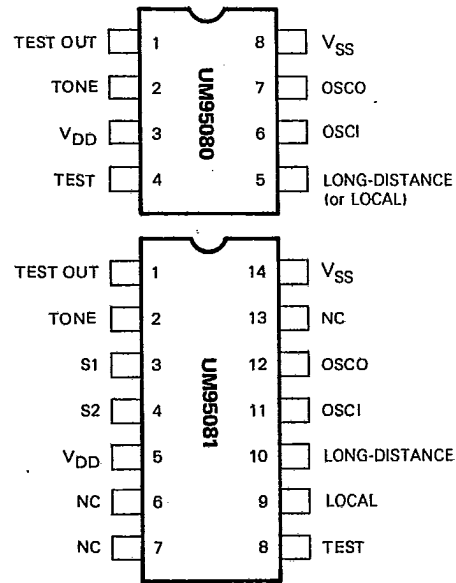 TEST OUT 1 8 VSS
TONE 2 7 OSCO
VDD 3 6 OSCI
TEST 4 5 LONG-DISTANCE
(or LOCAL)
UM95080
TEST OUT 1 14 VSS
TONE 2 13 NC
S1 3 12 OSCO
S2 4 11 OSCI
VDD 5 10 LONG-DISTANCE
NC 6 9 LOCAL
NC 7 8 TEST
UM95081